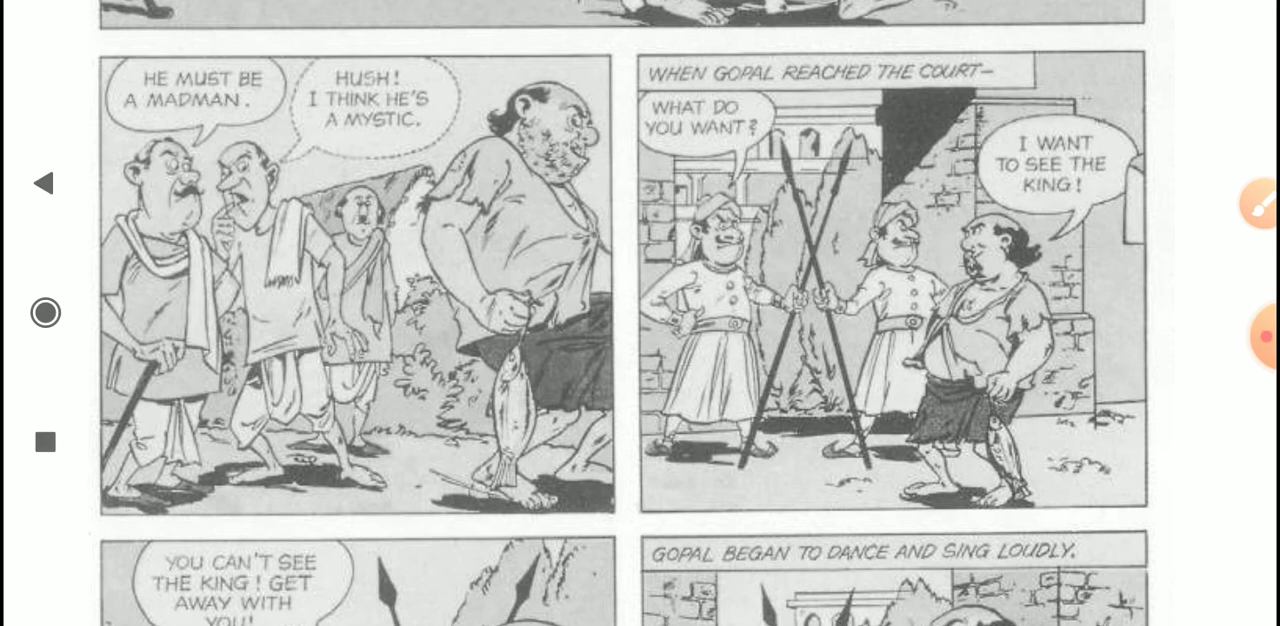 HE MUST BE
A MADMAN.
HUSH!
I THINK HE'S
A MYSTIC.
WHEN GOPAL REACHED THE COURT—
WHAT DO
YOU WANT?
I WANT
TO SEE THE
KING!
YOU CAN'T SEE
THE KING! GET
AWAY WITH
YOU!
GOPAL BEGAN TO DANCE AND SING LOUDLY.